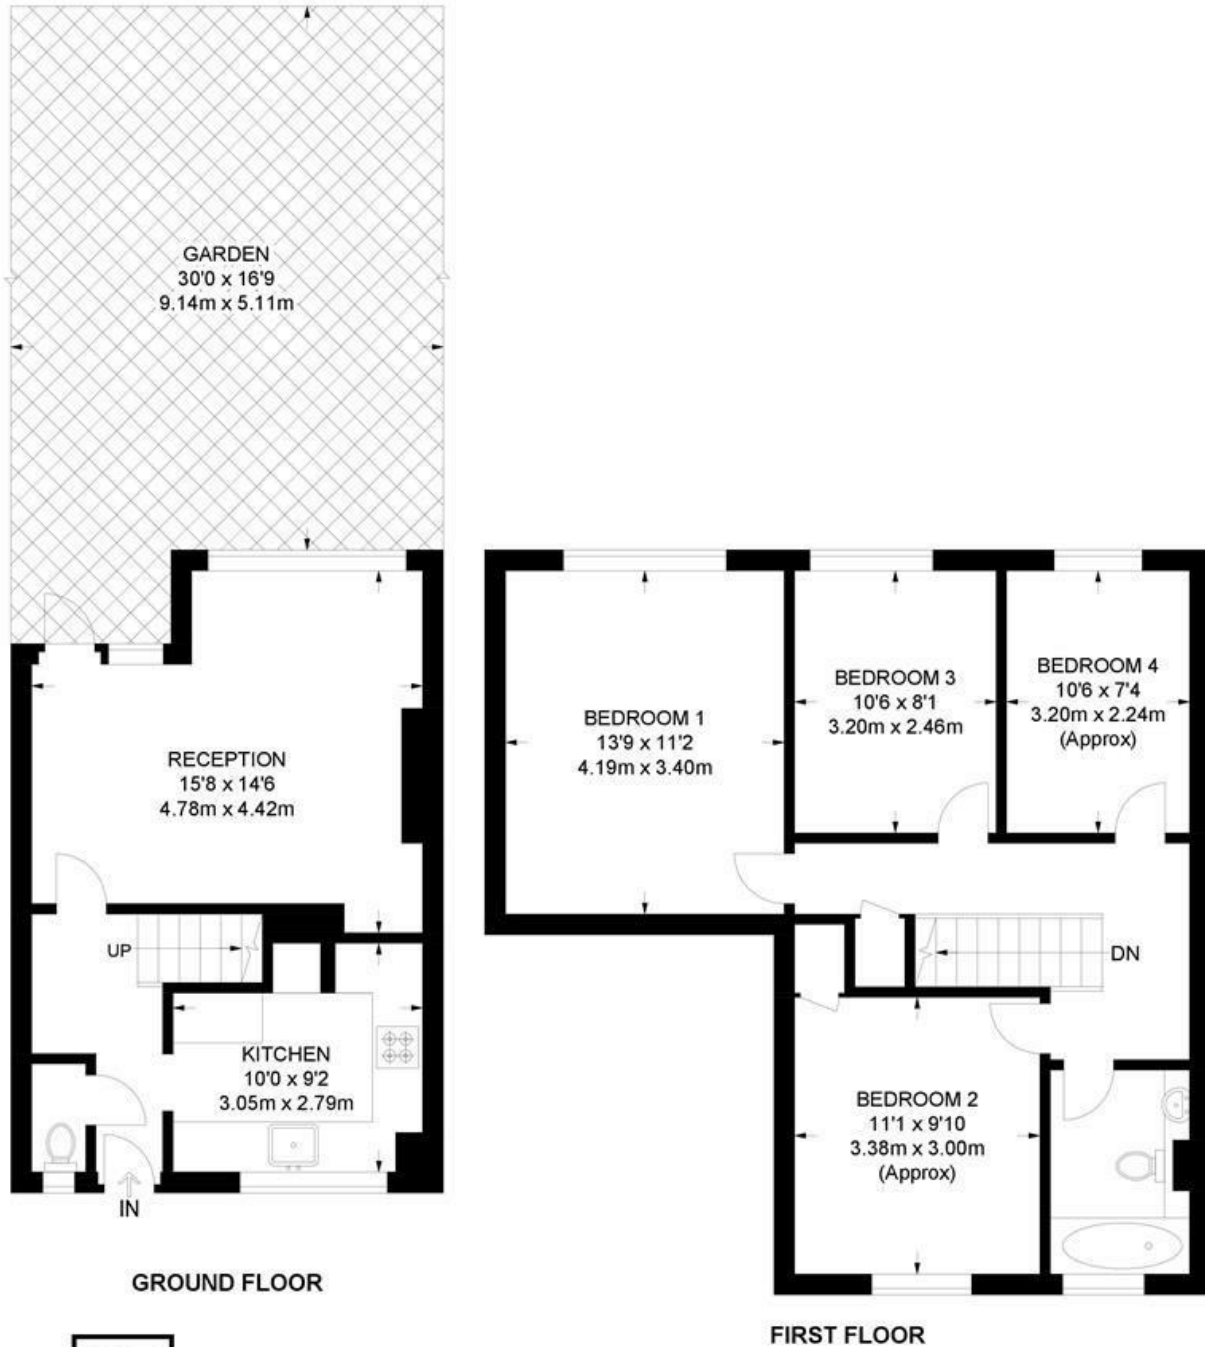 GARDEN
30'0 x 16'9
9.14m x 5.11m
RECEPTION
15'8 x 14'6
4.78m x 4.42m
UP
KITCHEN
10'0 x 9'2
3.05m x 2.79m
IN
GROUND FLOOR
BEDROOM 1
13'9 x 11'2
4.19m x 3.40m
BEDROOM 3
10'6 x 8'1
3.20m x 2.46m
BEDROOM 4
10'6 x 7'4
3.20m x 2.24m
(Approx)
DN
BEDROOM 2
11'1 x 9'10
3.38m x 3.00m
(Approx)
FIRST FLOOR